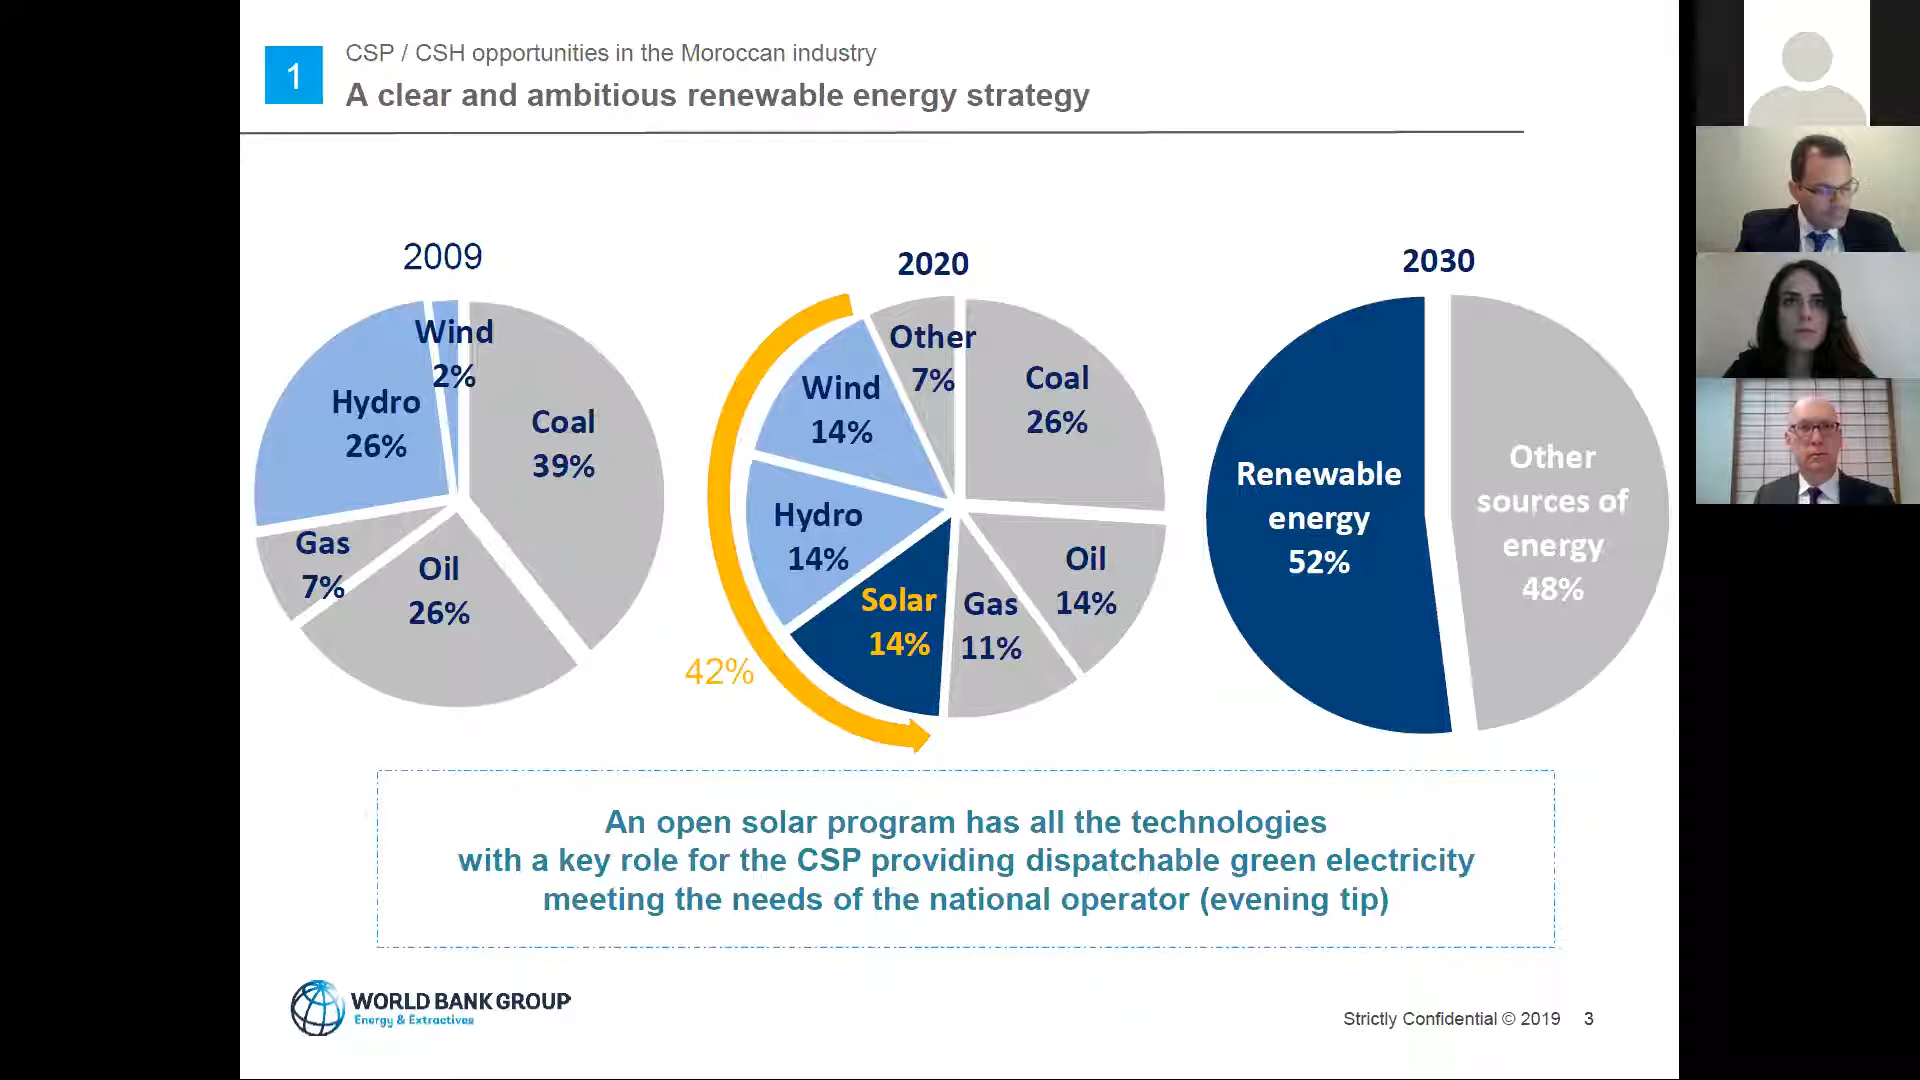 1
CSP / CSH opportunities in the Moroccan industry
A clear and ambitious renewable energy strategy
2009
Wind
2%
Hydro
26%
Coal
39%
Gas
7%
Oil
26%
2020
Other
7%
Coal
26%
Wind
14%
Hydro
14%
Oil
14%
Solar
14%
Gas
11%
42%
2030
Renewable
energy
52%
Other
sources of
energy
48%
An open solar program has all the technologies
with a key role for the CSP providing dispatchable green electricity
meeting the needs of the national operator (evening tip)
WORLD BANK GROUP
Energy & Extractives
Strictly Confidential © 2019 3